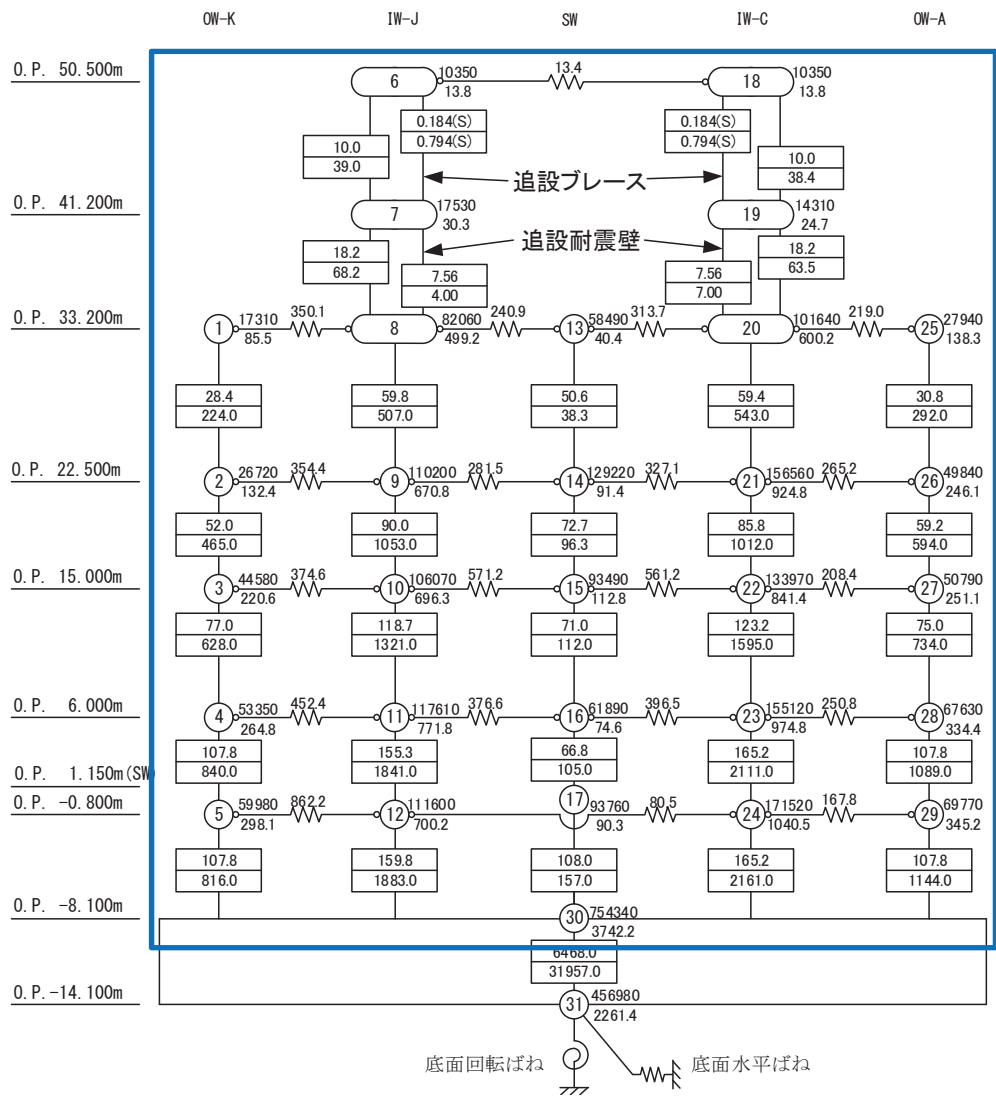 OW-K IW-J SW IW-C OW-A
O.P. 50.500m 6 10350 13.4 18 10350
13.8 13.8
0.184(S) 0.184(S)
0.794(S) 0.794(S)
10.0 10.0
39.0 38.4
追設ブレース
O.P. 41.200m 7 17530 19 14310
30.3 24.7
追設耐震壁
18.2 18.2
68.2 63.5
7.56 7.56
4.00 7.00
O.P. 33.200m 1 17310 350.1 8 82060 240.9 13 58490 313.7 20 101640 219.0 25 27940
85.5 499.2 40.4 600.2 138.3
28.4 59.8 50.6 59.4 30.8
224.0 507.0 38.3 543.0 292.0
O.P. 22.500m 2 26720 354.4 9 110200 281.5 14 129220 327.1 21 156560 265.2 26 49840
132.4 670.8 91.4 924.8 246.1
52.0 90.0 72.7 85.8 59.2
465.0 1053.0 96.3 1012.0 594.0
O.P. 15.000m 3 44580 374.6 10 106070 571.2 15 93490 561.2 22 133970 208.4 27 50790
220.6 696.3 112.8 841.4 251.1
77.0 118.7 71.0 123.2 75.0
628.0 1321.0 112.0 1595.0 734.0
O.P. 6.000m 4 53350 452.4 11 117610 376.6 16 61890 396.5 23 155120 250.8 28 67630
264.8 771.8 74.6 974.8 334.4
107.8 155.3 66.8 165.2 107.8
840.0 1841.0 105.0 2111.0 1089.0
O.P. 1.150m(SW)
O.P. -0.800m 5 59980 862.2 12 111600 17 93760 80.5 24 171520 167.8 29 69770
298.1 700.2 90.3 1040.5 345.2
107.8 159.8 108.0 165.2 107.8
816.0 1883.0 157.0 2161.0 1144.0
O.P. -8.100m 30 754340
3742.2
6468.0
31957.0
O.P.-14.100m 31 456980
2261.4
底面回転ばね 底面水平ばね